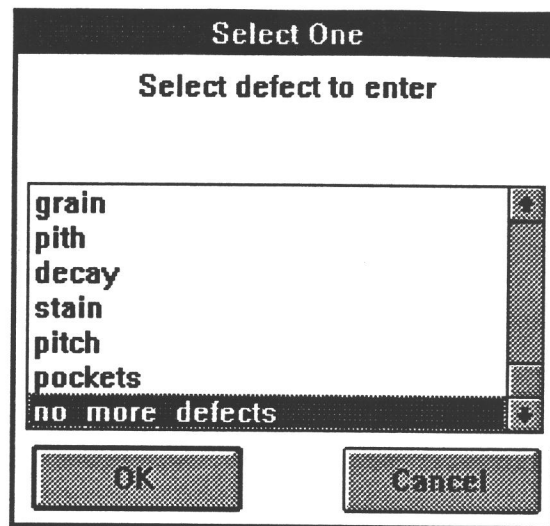 Select One
Select defect to enter
grain
pith
decay
stain
pitch
pockets
no more defects
OK
Cancel